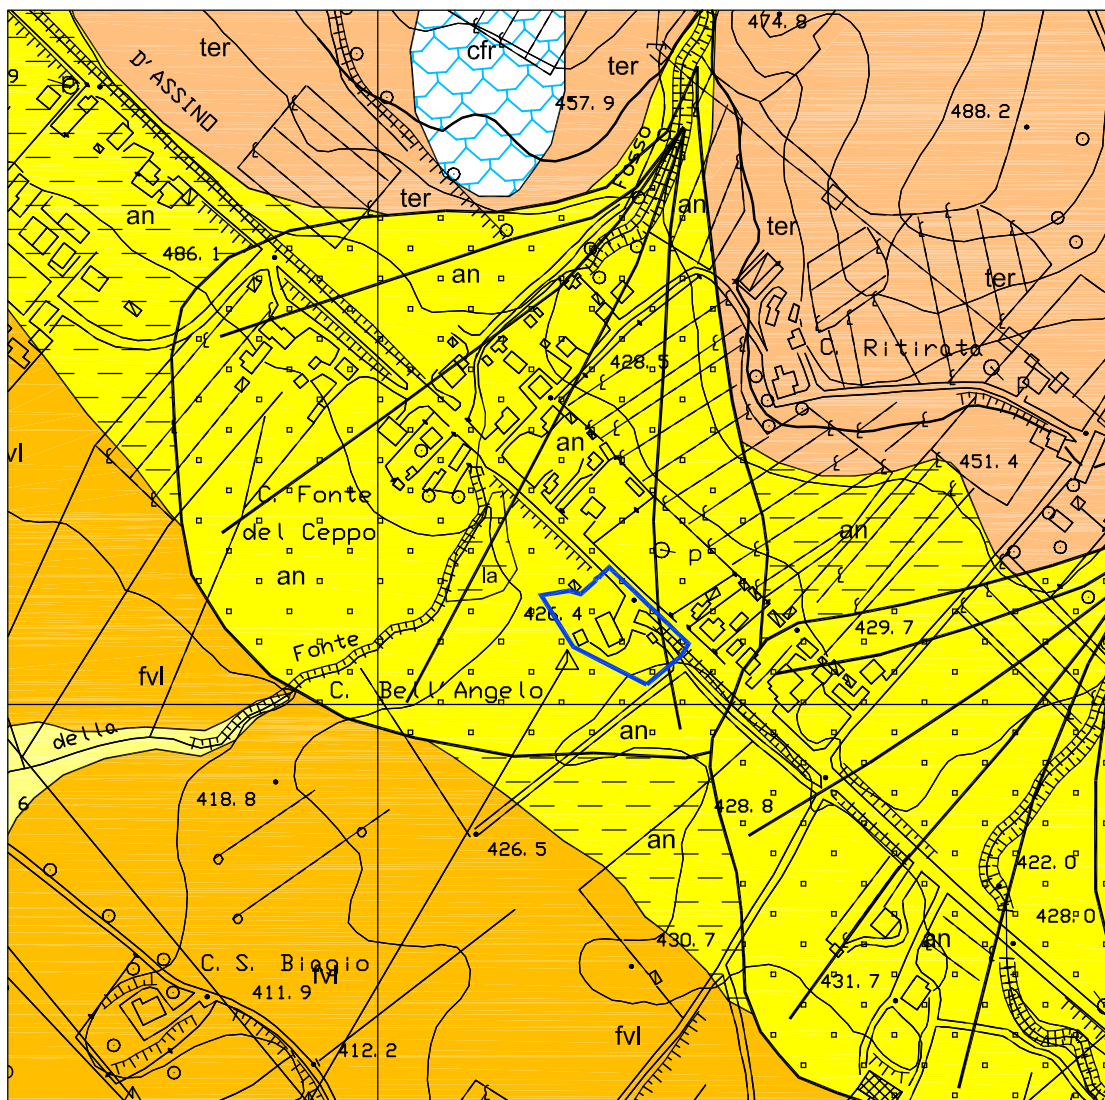 474. 8
ter
cfr
ter
D'ASSINO
9
p
457. 9
488. 2
Fosso
ter
an
an
ter
486. 1
an
ter
428. 5
C. Ritirata
p
an
vl
451. 4
C. Fonte
del Ceppo
an
p
an
la
426. 4
429. 7
Fonte
fvl
C. Bell'Angelo
della
an
6
418. 8
428. 8
426. 5
an
422. 0
428. 0
430. 7
an
C. S. Biagio
fvl
411. 9
431. 7
412. 2
fvl